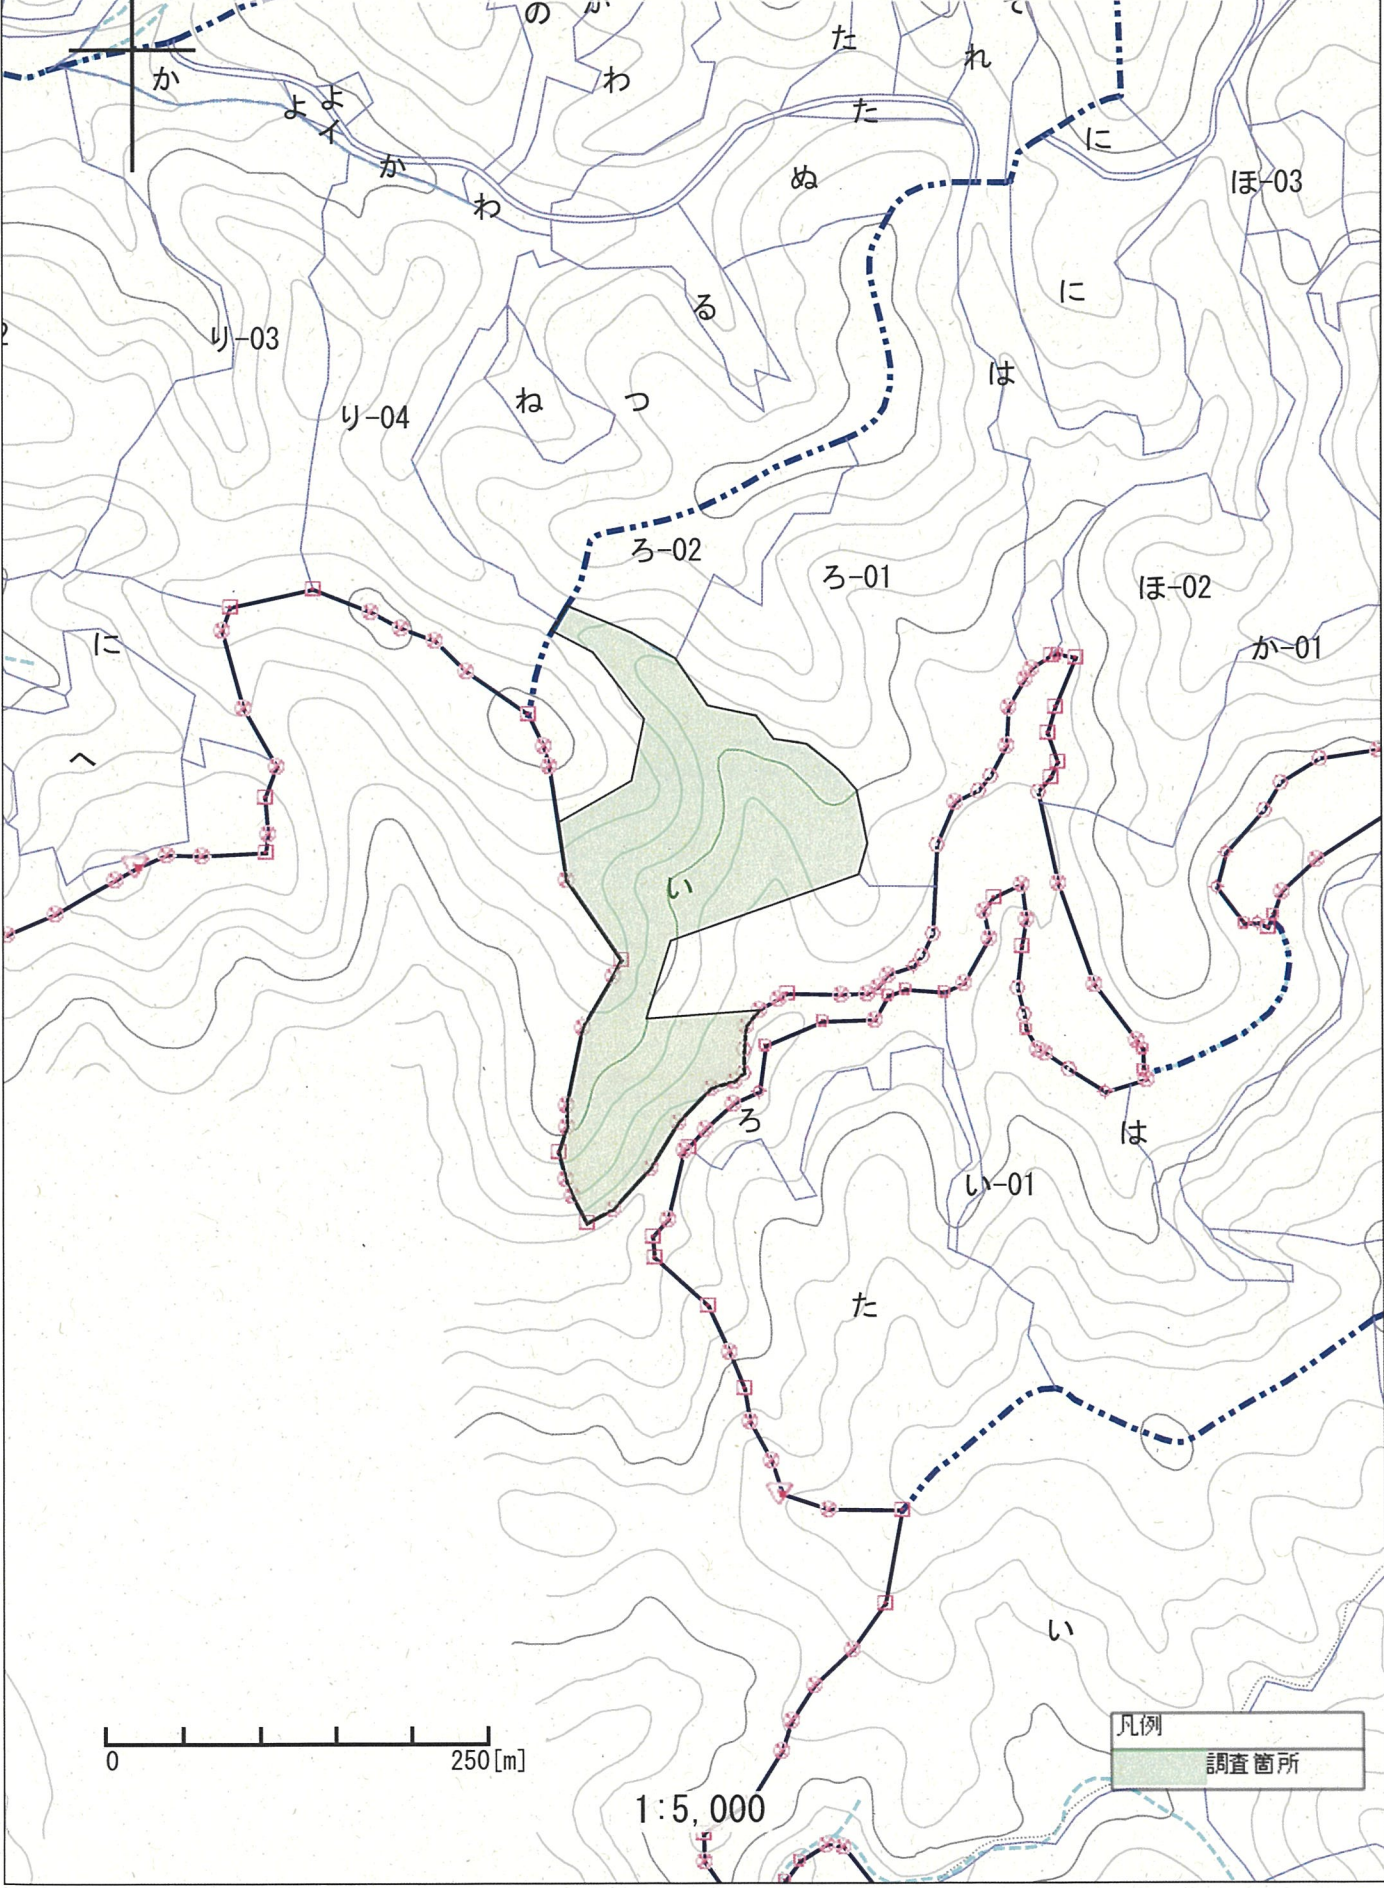 の
か
た
て
れ
わ
か
よ
よ
イ
た
に
か
わ
ぬ
ほ-03
に
る
り-03
は
り-04
ね
つ
ろ-02
ろ-01
ほ-02
に
か-01
へ
い
ろ
は
い-01
た
い
凡例
調査箇所
0
250[m]
1:5,000